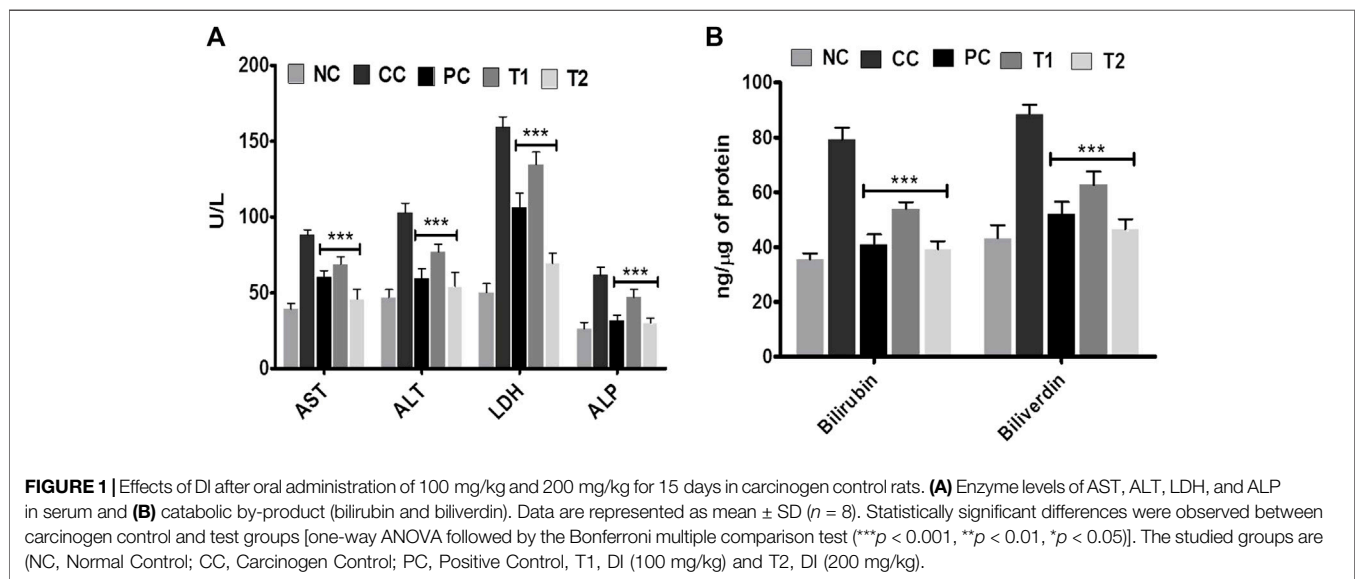 A
B
200
150
100
50
0
U/L
NC CC PC T1 T2
***
***
***
***
AST ALT LDH ALP
100
80
60
40
20
0
ng/µg of protein
NC CC PC T1 T2
***
***
Bilirubin Biliverdin
FIGURE 1 | Effects of DI after oral administration of 100 mg/kg and 200 mg/kg for 15 days in carcinogen control rats. (A) Enzyme levels of AST, ALT, LDH, and ALP
in serum and (B) catabolic by-product (bilirubin and biliverdin). Data are represented as mean ± SD (n = 8). Statistically significant differences were observed between
carcinogen control and test groups [one-way ANOVA followed by the Bonferroni multiple comparison test (***p < 0.001, **p < 0.01, *p < 0.05)]. The studied groups are
(NC, Normal Control; CC, Carcinogen Control; PC, Positive Control, T1, DI (100 mg/kg) and T2, DI (200 mg/kg).